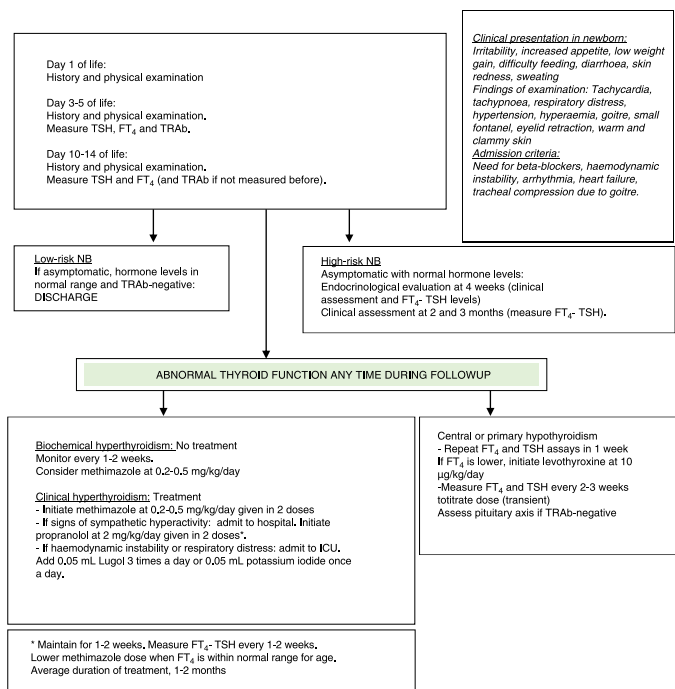 Day 1 of life:
History and physical examination
Day 3-5 of life:
History and physical examination.
Measure TSH, FT4 and TRAb.
Day 10-14 of life:
History and physical examination.
Measure TSH and FT4 (and TRAb if not measured before).
Clinical presentation in newborn:
Irritability, increased appetite, low weight
gain, difficulty feeding, diarrhoea, skin
redness, sweating
Findings of examination: Tachycardia,
tachypnoea, respiratory distress,
hypertension, hyperaemia, goitre, small
fontanel, eyelid retraction, warm and
clammy skin
Admission criteria:
Need for beta-blockers, haemodynamic
instability, arrhythmia, heart failure,
tracheal compression due to goitre.
Low-risk NB
If asymptomatic, hormone levels in
normal range and TRAb-negative:
DISCHARGE
High-risk NB
Asymptomatic with normal hormone levels:
Endocrinological evaluation at 4 weeks (clinical
assessment and FT4- TSH levels)
Clinical assessment at 2 and 3 months (measure FT4- TSH).
ABNORMAL THYROID FUNCTION ANY TIME DURING FOLLOWUP
Biochemical hyperthyroidism: No treatment
Monitor every 1-2 weeks.
Consider methimazole at 0.2-0.5 mg/kg/day
Clinical hyperthyroidism: Treatment
- Initiate methimazole at 0.2-0.5 mg/kg/day given in 2 doses
- If signs of sympathetic hyperactivity: admit to hospital. Initiate
propranolol at 2 mg/kg/day given in 2 doses*.
- If haemodynamic instability or respiratory distress: admit to ICU.
Add 0.05 mL Lugol 3 times a day or 0.05 mL potassium iodide once
a day.
Central or primary hypothyroidism
- Repeat FT4 and TSH assays in 1 week
If FT4 is lower, initiate levothyroxine at 10
µg/kg/day
-Measure FT4 and TSH every 2-3 weeks
totitrate dose (transient)
Assess pituitary axis if TRAb-negative
* Maintain for 1-2 weeks. Measure FT4- TSH every 1-2 weeks.
Lower methimazole dose when FT4 is within normal range for age.
Average duration of treatment, 1-2 months